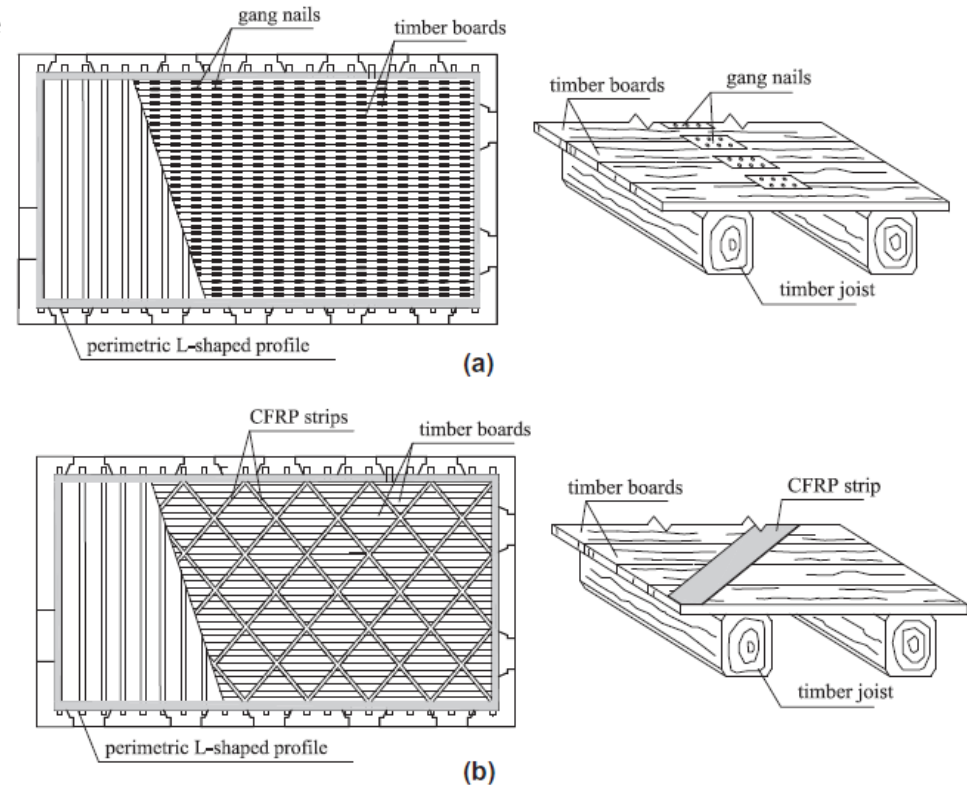 gang nails
timber boards
perimetric L-shaped profile
timber boards
gang nails
timber joist
(a)
CFRP strips
timber boards
perimetric L-shaped profile
timber boards
CFRP strip
timber joist
(b)